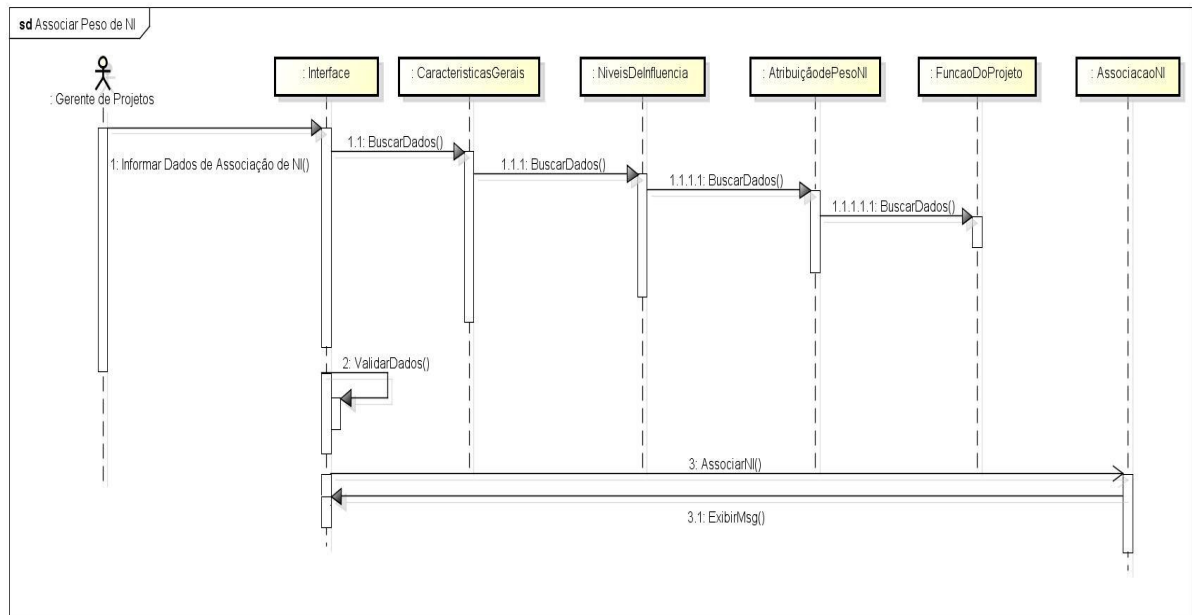 sd Associar Peso de NI
: Gerente de Projetos
: Interface
: CaracteristicasGerais
: NiveisDeInfluencia
: AtribuiçãodePesoNI
: FuncaoDoProjeto
: AssociacaoNI
1: Informar Dados de Associação de NI()
1.1: BuscarDados()
1.1.1: BuscarDados()
1.1.1.1: BuscarDados()
1.1.1.1.1: BuscarDados()
2: ValidarDados()
3: AssociarNI()
3.1: ExibirMsg()